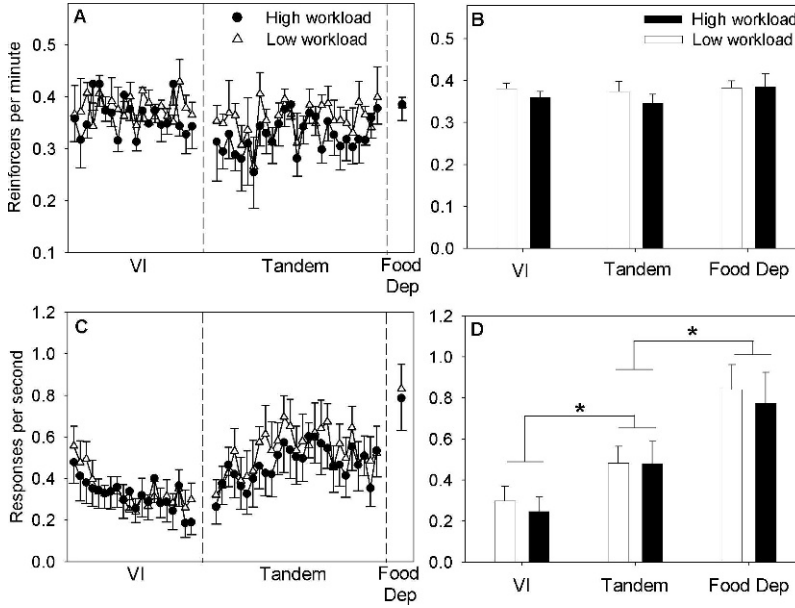 A
High workload
Low workload
Reinforcers per minute
0.5
0.4
0.3
0.2
0.1
VI
Tandem
Food
Dep
B
High workload
Low workload
0.5
0.4
0.3
0.2
0.1
0.0
VI
Tandem
Food Dep
C
Responses per second
1.2
1.0
0.8
0.6
0.4
0.2
0.0
VI
Tandem
Food
Dep
D
*
*
1.2
1.0
0.8
0.6
0.4
0.2
0.0
VI
Tandem
Food Dep